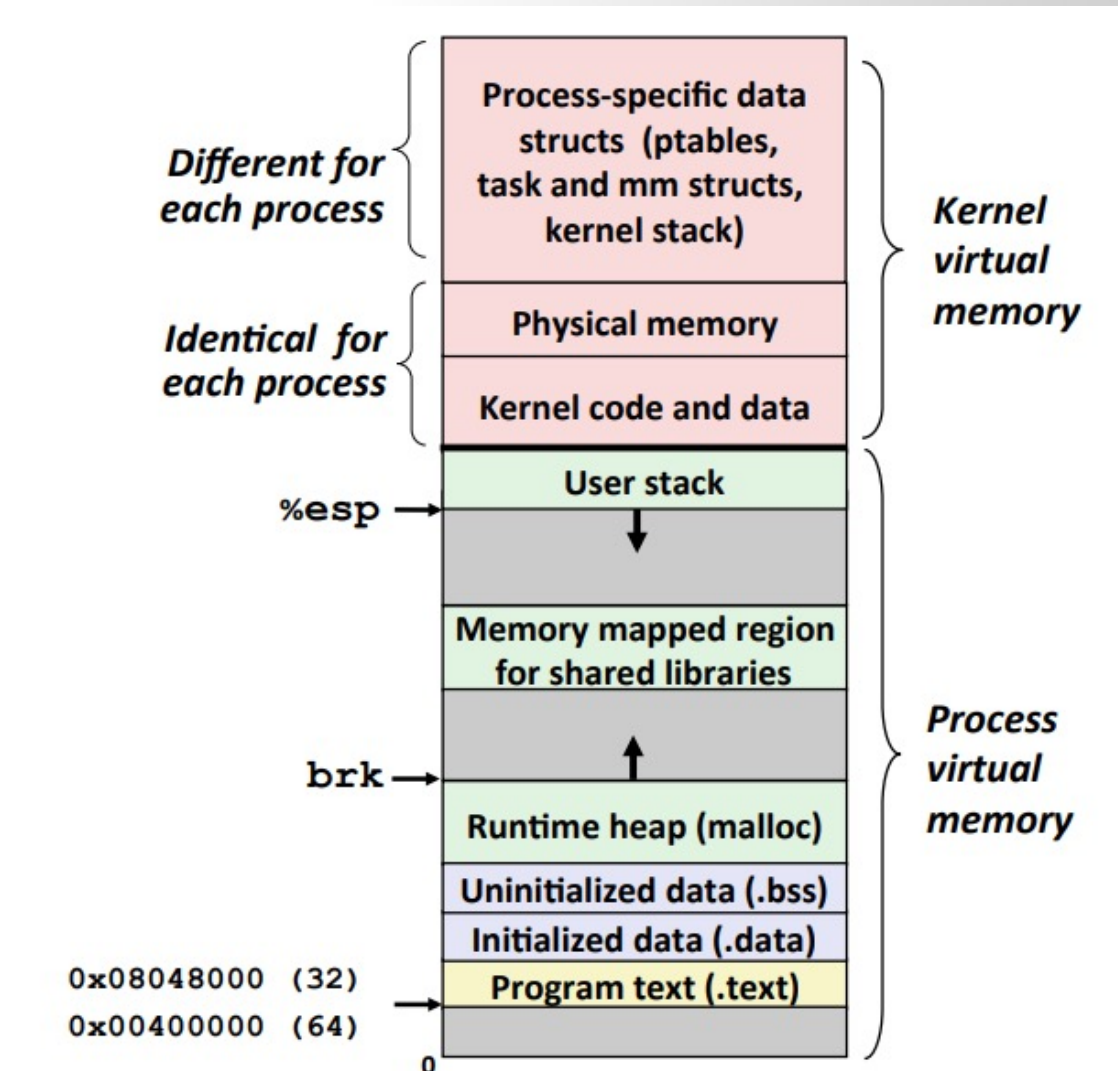 Process-specific data
structs (ptables,
task and mm structs,
kernel stack)
Different for
each process
Kernel
virtual
memory
Physical memory
Identical for
each process
Kernel code and data
User stack
%esp
Memory mapped region
for shared libraries
Process
virtual
memory
brk
Runtime heap (malloc)
Uninitialized data (.bss)
Initialized data (.data)
0x08048000 (32)
Program text (.text)
0x00400000 (64)
0